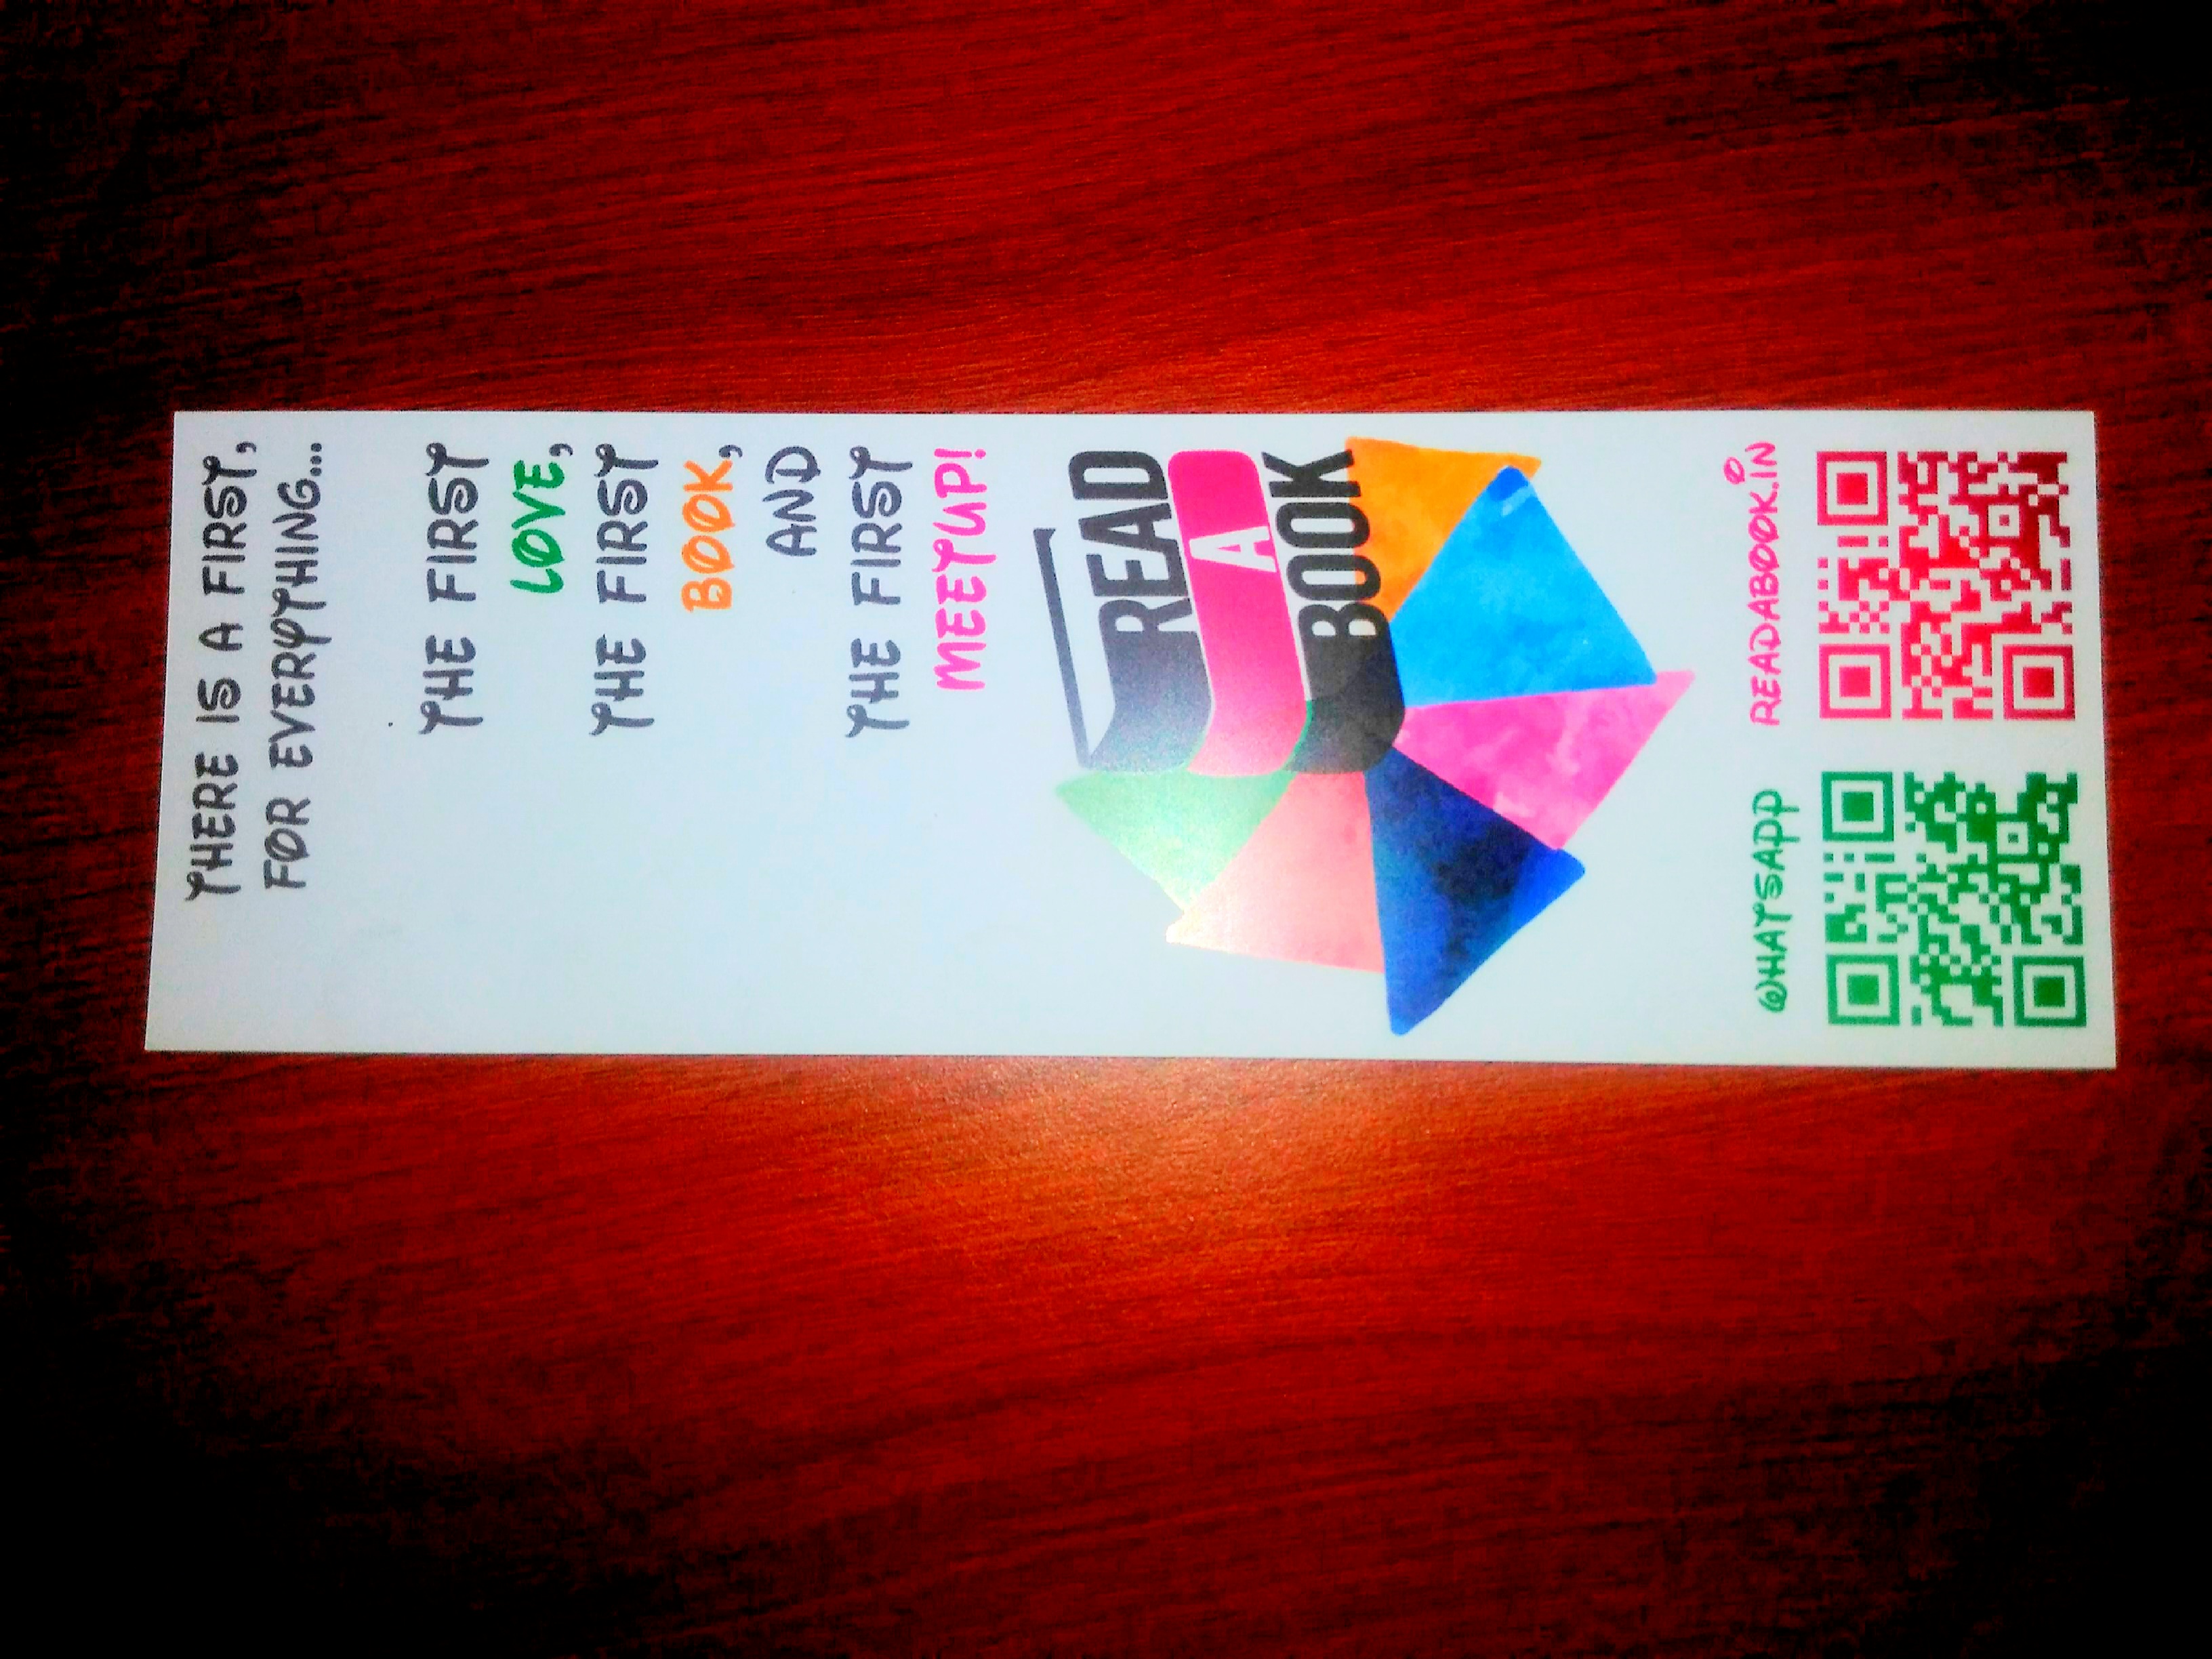 THERE IS A FIRST,
FOR EVERYTHING...
THE FIRST
LOVE,
THE FIRST
BOOK,
AND
THE FIRST
MEETUP!
READ
A
BOOK
WHATSAPP
READABOOK.IN